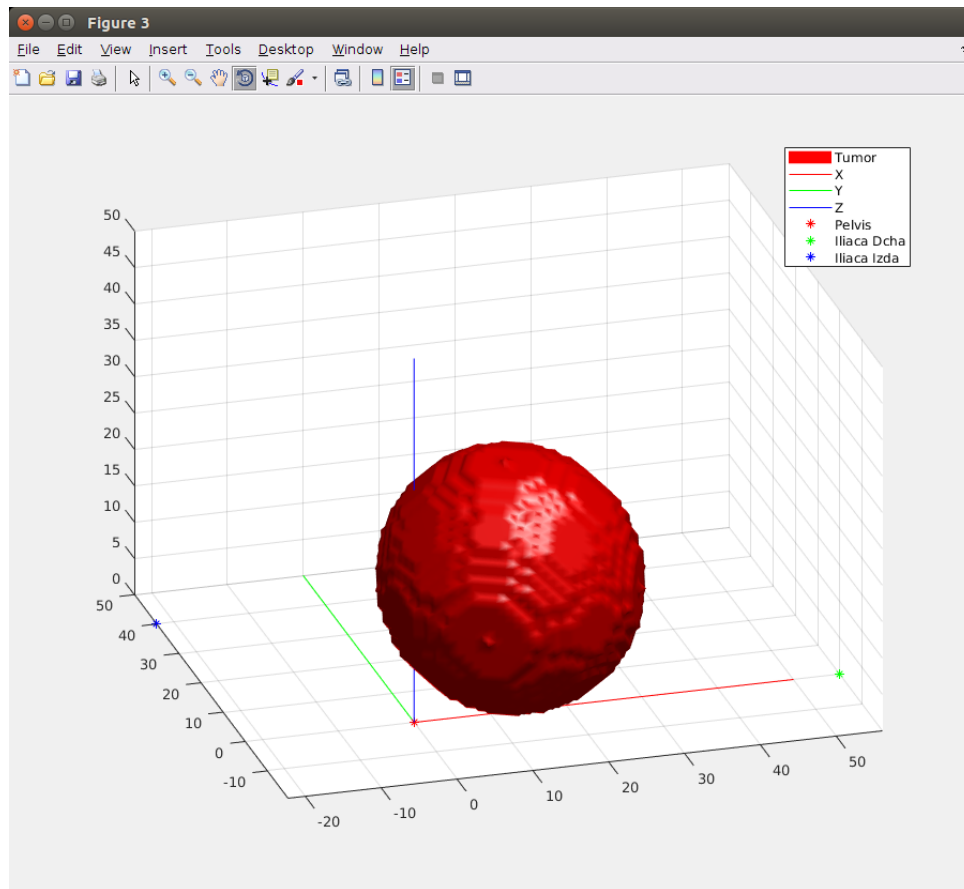 Figure 3
File Edit View Insert Tools Desktop Window Help
Tumor
X
Y
Z
Pelvis
Iliaca Dcha
Iliaca Izda
50
45
40
35
30
25
20
15
10
5
0
50
40
30
20
10
0
-10
-20
-10
0
10
20
30
40
50